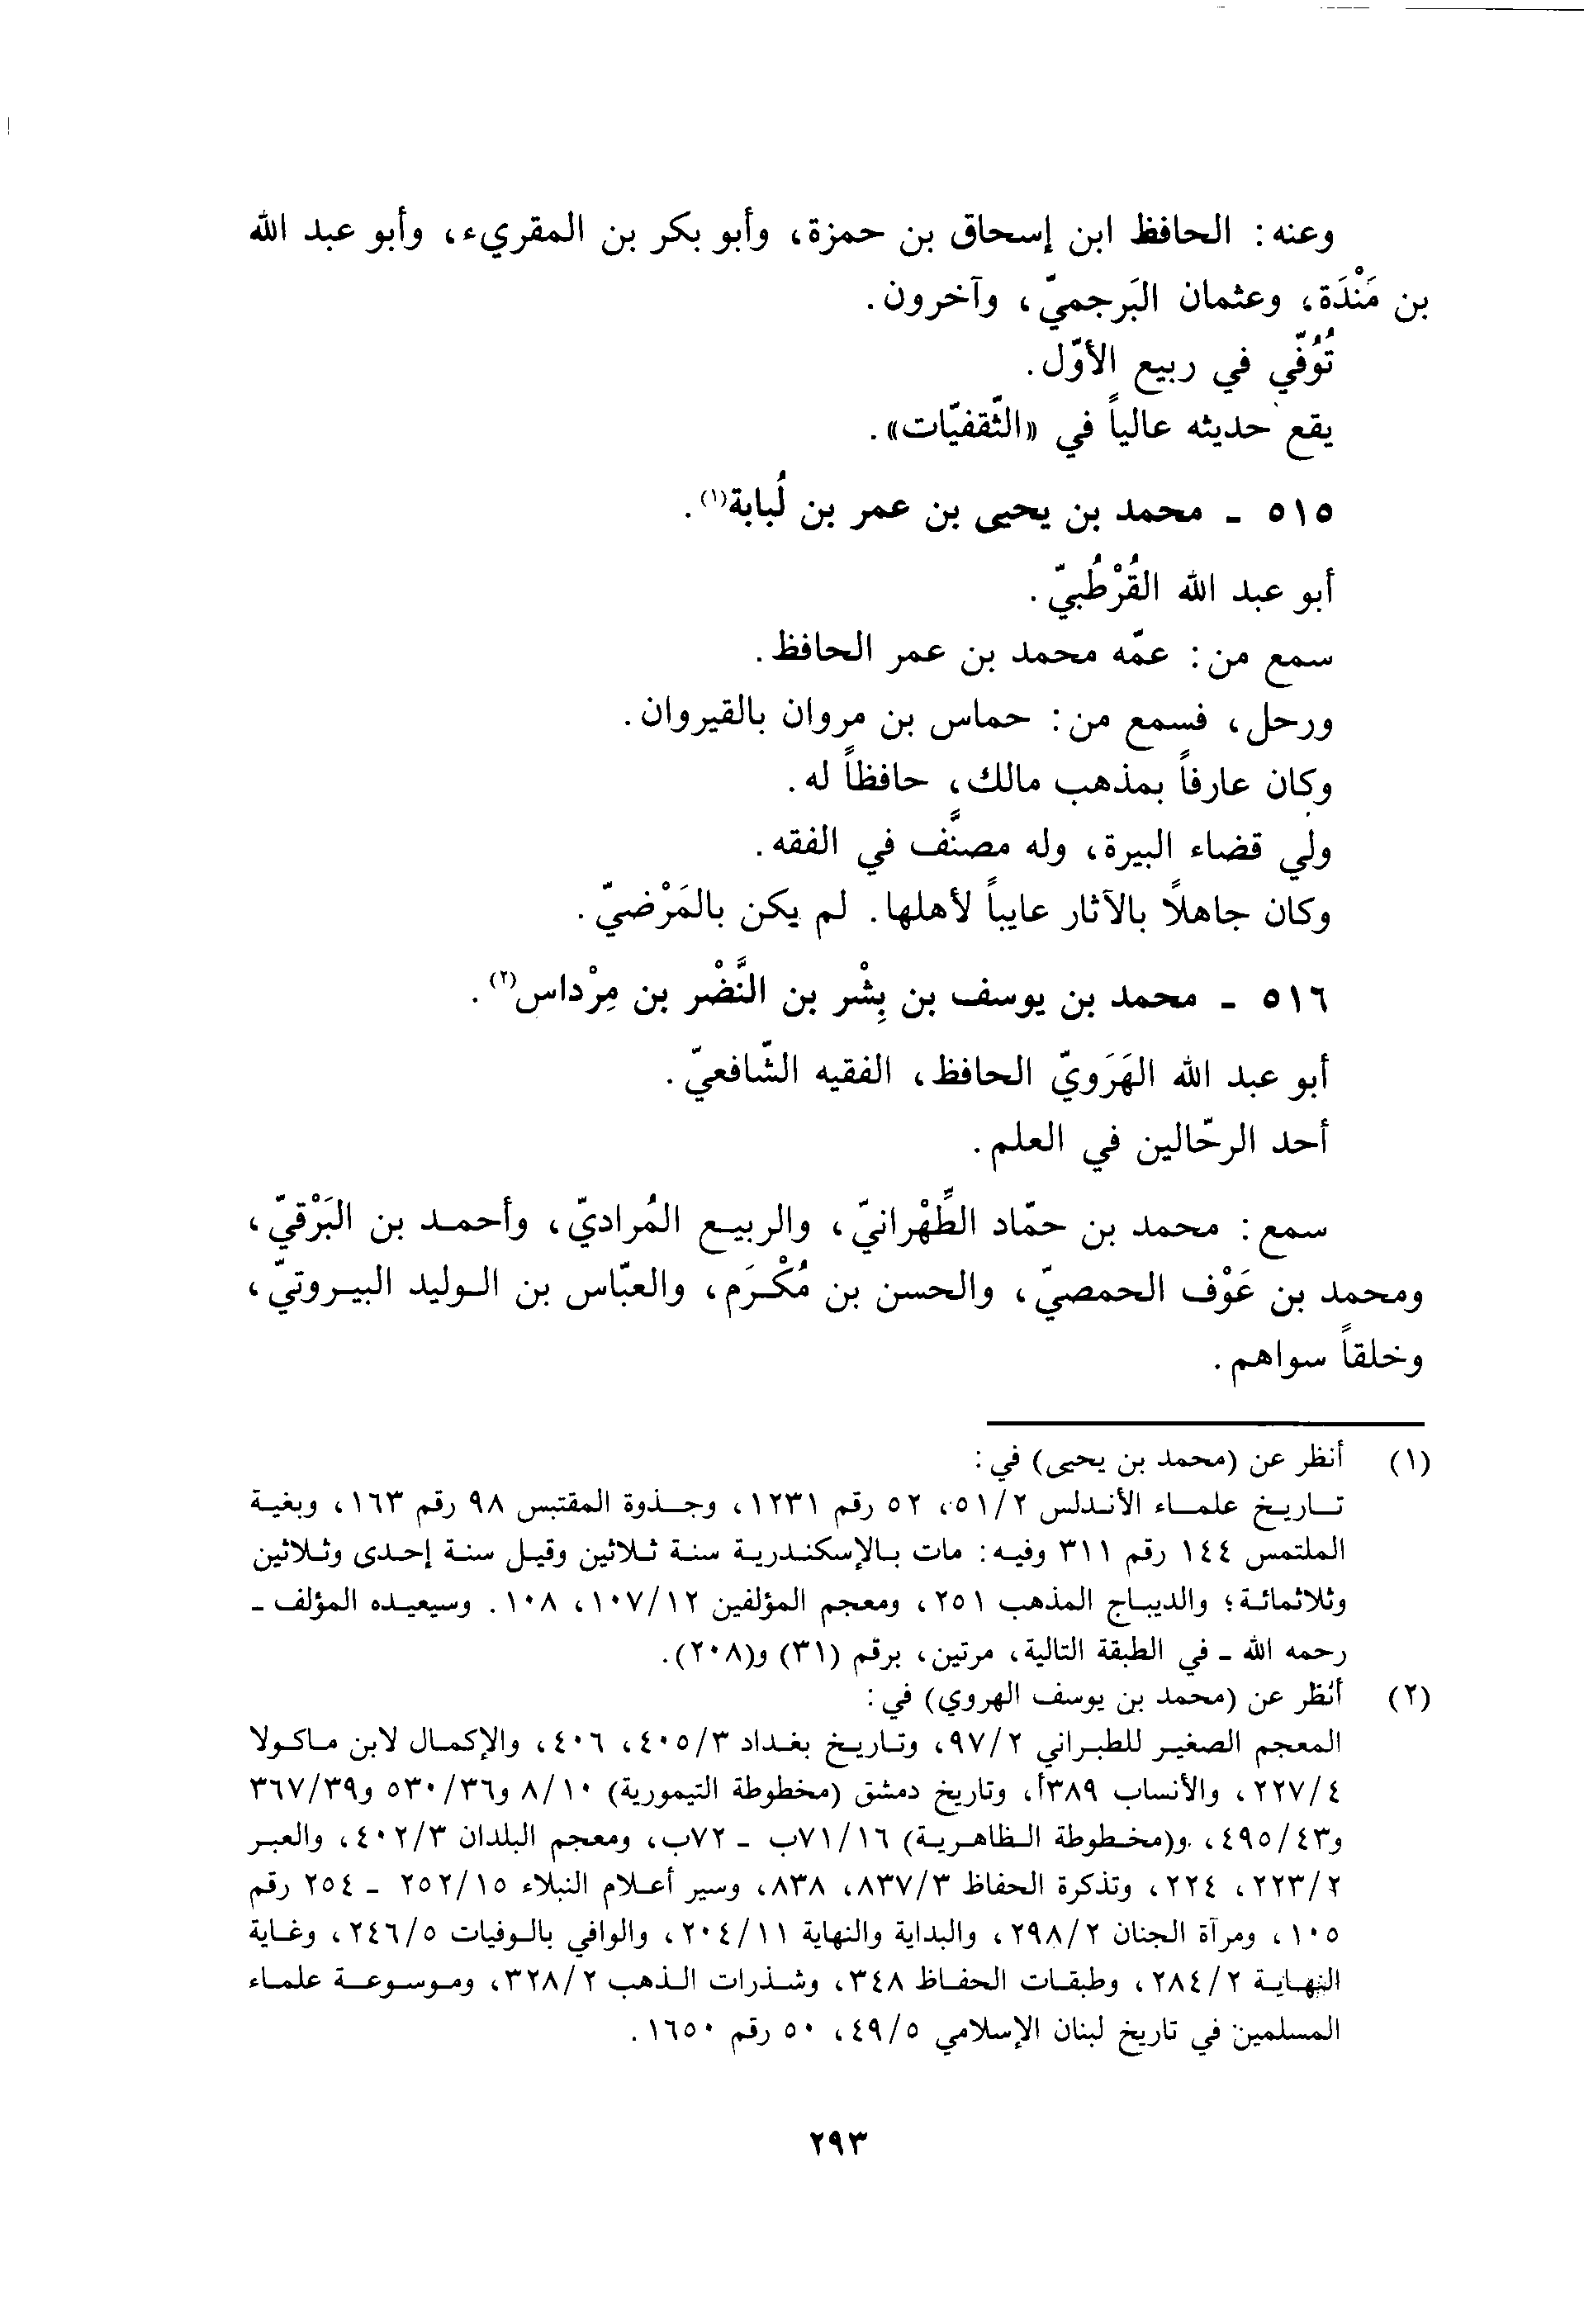 وعنه: الحافظ ابن إسحاق بن حمزة، وأبو بكر بن المقريء، وأبو عبد الله
بن مَنْدَة، وعثمان البَرجميّ، وآخرون.
تُوُفّي في ربيع الأوّل.
يقع حديثه عالياً في «الثّقفيّات».
٥١٥ ـ محمد بن يحيى بن عمر بن لُبابة(١).
أبو عبد الله القُرْطُبيّ.
سمع من: عمّه محمد بن عمر الحافظ.
ورحل، فسمع من: حماس بن مروان بالقيروان.
وكان عارفاً بمذهب مالك، حافظاً له.
ولي قضاء البيرة، وله مصنَّف في الفقه.
وكان جاهلاً بالآثار عايباً لأهلها. لم يكن بالمَرْضيّ.
٥١٦ ـ محمد بن يوسف بن بِشْر بن النَّضْر بن مِرْداس(٢).
أبو عبد الله الهَرَويّ الحافظ، الفقيه الشّافعيّ.
أحد الرحّالين في العلم.
سمع: محمد بن حمّاد الطِّهْرانيّ، والربيع المُراديّ، وأحمد بن البَرْقيّ،
ومحمد بن عَوْف الحمصيّ، والحسن بن مُكْرَم، والعبّاس بن الوليد البيروتيّ،
وخلقاً سواهم.
(١) أنظر عن (محمد بن يحيى) في:
تاريخ علماء الأندلس ٥١/٢، ٥٢ رقم ١٢٣١، وجذوة المقتبس ٩٨ رقم ١٦٣، وبغية
الملتمس ١٤٤ رقم ٣١١ وفيه: مات بالإسكندرية سنة ثلاثين وقيل سنة إحدى وثلاثين
وثلاثمائة؛ والديباج المذهب ٢٥١، ومعجم المؤلفين ١٠٧/١٢، ١٠٨. وسيعيده المؤلف ـ
رحمه الله ـ في الطبقة التالية، مرتين، برقم (٣١) و(٢٠٨).
(٢) أنظر عن (محمد بن يوسف الهروي) في:
المعجم الصغير للطبراني ٩٧/٢، وتاريخ بغداد ٤٠٥/٣، ٤٠٦، والإكمال لابن ماكولا
٢٢٧/٤، والأنساب ٣٨٩أ، وتاريخ دمشق (مخطوطة التيمورية) ٨/١٠ و٥٣٠/٣٦ و٣٦٧/٣٩
و٤٩٥/٤٣، و(مخطوطة الظاهرية) ٧١/١٦ب ـ ٧٢ب، ومعجم البلدان ٤٠٢/٣، والعبر
٢٢٣/٢، ٢٢٤، وتذكرة الحفاظ ٨٣٧/٣، ٨٣٨، وسير أعلام النبلاء ٢٥٢/١٥ ـ ٢٥٤ رقم
١٠٥، ومرآة الجنان ٢٩٨/٢، والبداية والنهاية ٢٠٤/١١، والوافي بالوفيات ٢٤٦/٥، وغاية
النهاية ٢٨٤/٢، وطبقات الحفاظ ٣٤٨، وشذرات الذهب ٣٢٨/٢، وموسوعة علماء
المسلمين في تاريخ لبنان الإسلامي ٤٩/٥، ٥٠ رقم ١٦٥٠.
٢٩٣